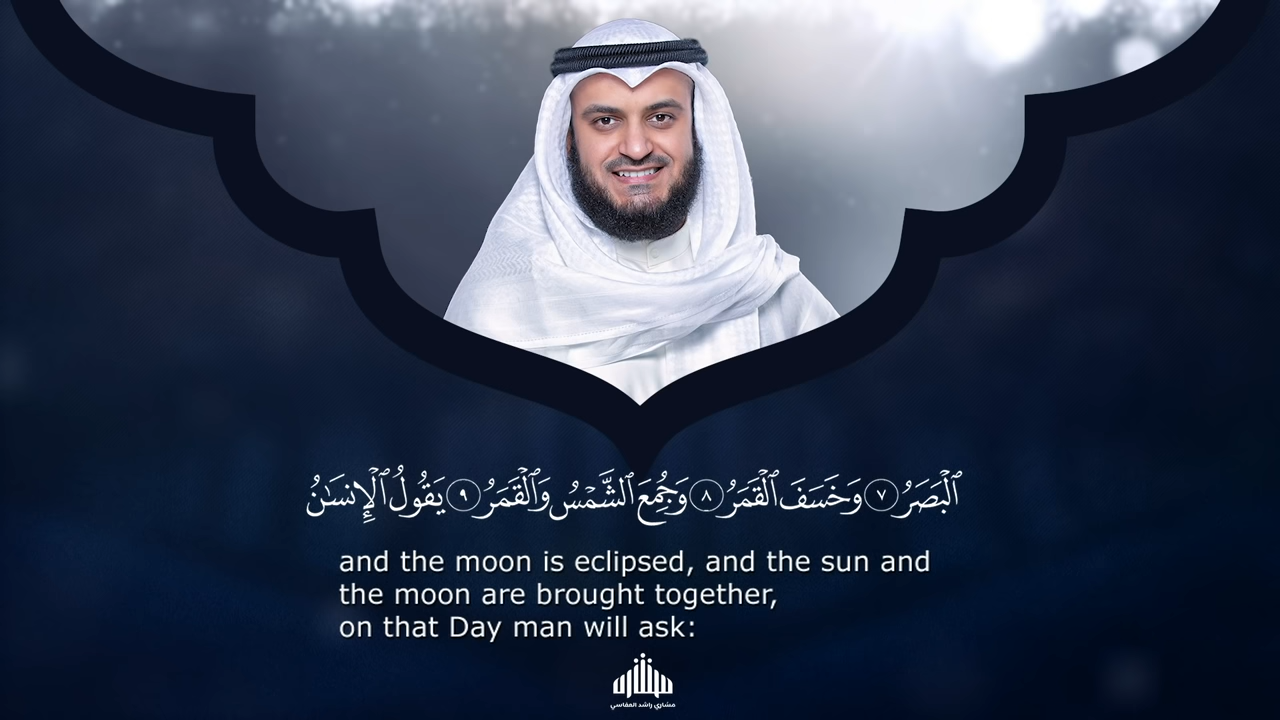 ٱلۡبَصَرُ ٧ وَخَسَفَ ٱلۡقَمَرُ ٨ وَجُمِعَ ٱلشَّمۡسُ وَٱلۡقَمَرُ ٩ يَقُولُ ٱلۡإِنسَٰنُ
and the moon is eclipsed, and the sun and
the moon are brought together,
on that Day man will ask:
مشاري راشد العفاسي